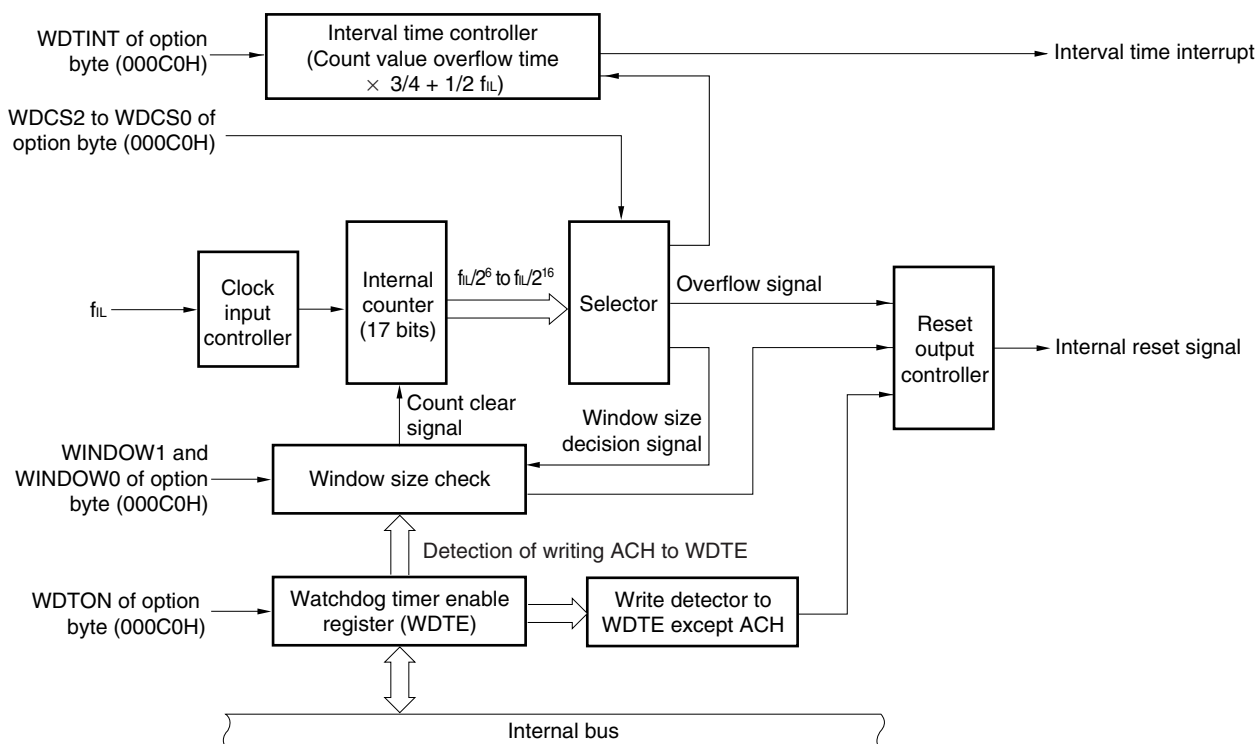 WDTINT of option
byte (000C0H)
Interval time controller
(Count value overflow time
× 3/4 + 1/2 fIL)
Interval time interrupt
WDCS2 to WDCS0 of
option byte (000C0H)
fIL
Clock
input
controller
Internal
counter
(17 bits)
fIL/2⁶ to fIL/2¹⁶
Selector
Overflow signal
Reset
output
controller
Internal reset signal
Count clear
signal
Window size
decision signal
WINDOW1 and
WINDOW0 of option
byte (000C0H)
Window size check
Detection of writing ACH to WDTE
WDTON of option
byte (000C0H)
Watchdog timer enable
register (WDTE)
Write detector to
WDTE except ACH
Internal bus